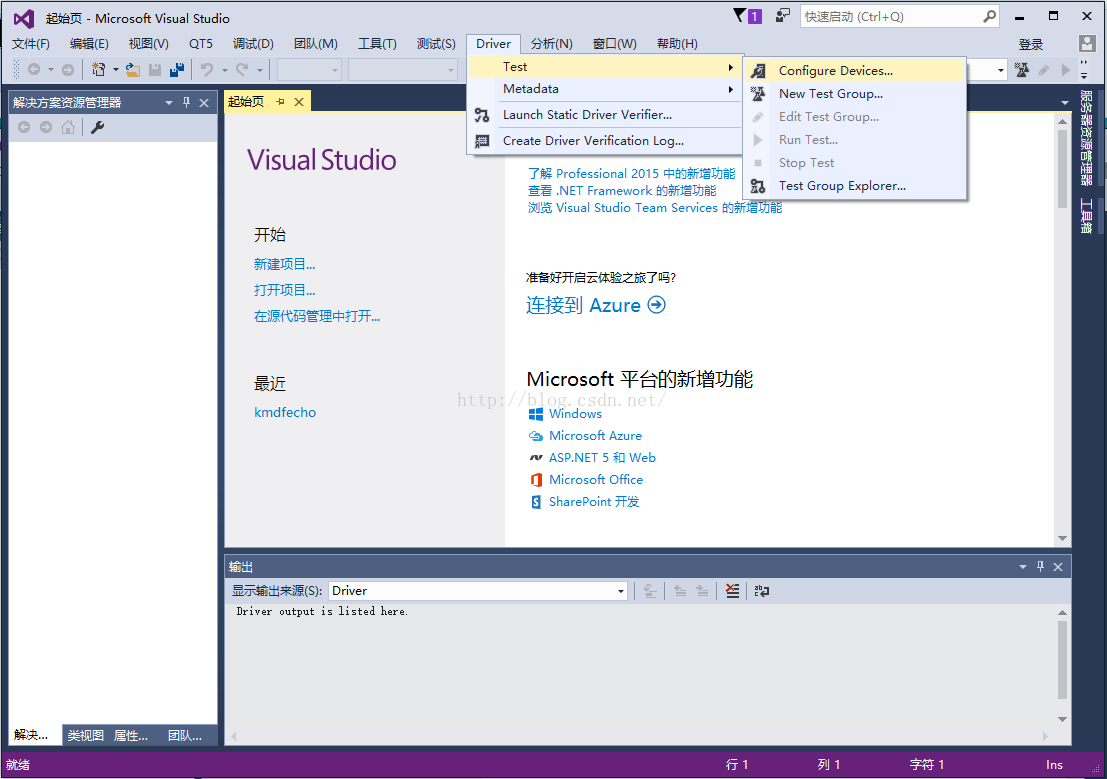 起始页 - Microsoft Visual Studio
1
快速启动 (Ctrl+Q)
文件(F) 编辑(E) 视图(V) QT5 调试(D) 团队(M) 工具(T) 测试(S) Driver 分析(N) 窗口(W) 帮助(H) 登录
Test
Metadata
Launch Static Driver Verifier...
Create Driver Verification Log...
Configure Devices...
New Test Group...
Edit Test Group...
Run Test...
Stop Test
Test Group Explorer...
解决方案资源管理器
起始页
Visual Studio
开始
新建项目...
打开项目...
在源代码管理中打开...
最近
kmdfecho
了解 Professional 2015 中的新增功能
查看 .NET Framework 的新增功能
浏览 Visual Studio Team Services 的新增功能
准备好开启云体验之旅了吗?
连接到 Azure
Microsoft 平台的新增功能
http://blog.csdn.net/
Windows
Microsoft Azure
ASP.NET 5 和 Web
Microsoft Office
SharePoint 开发
服务器资源管理器
工具箱
输出
显示输出来源(S): Driver
Driver output is listed here.
解决... 类视图 属性... 团队...
就绪 行 1 列 1 字符 1 Ins